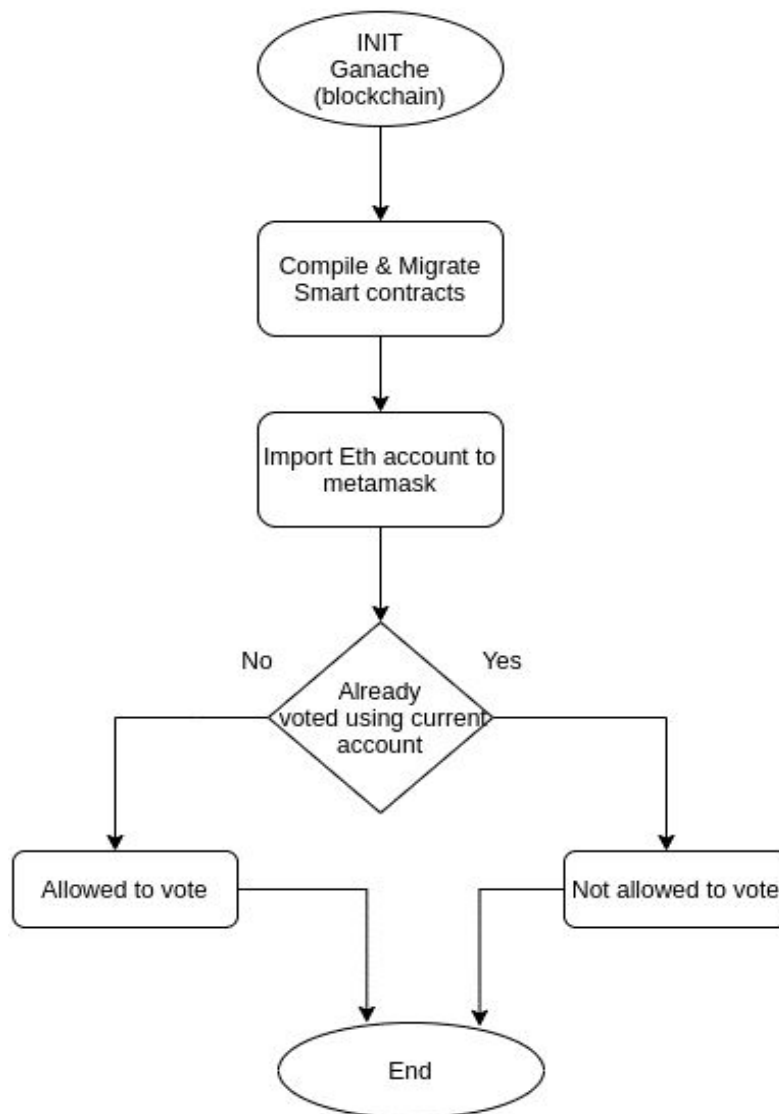 INIT
Ganache
(blockchain)
Compile & Migrate
Smart contracts
Import Eth account to
metamask
No
Yes
Already
voted using current
account
Allowed to vote
Not allowed to vote
End